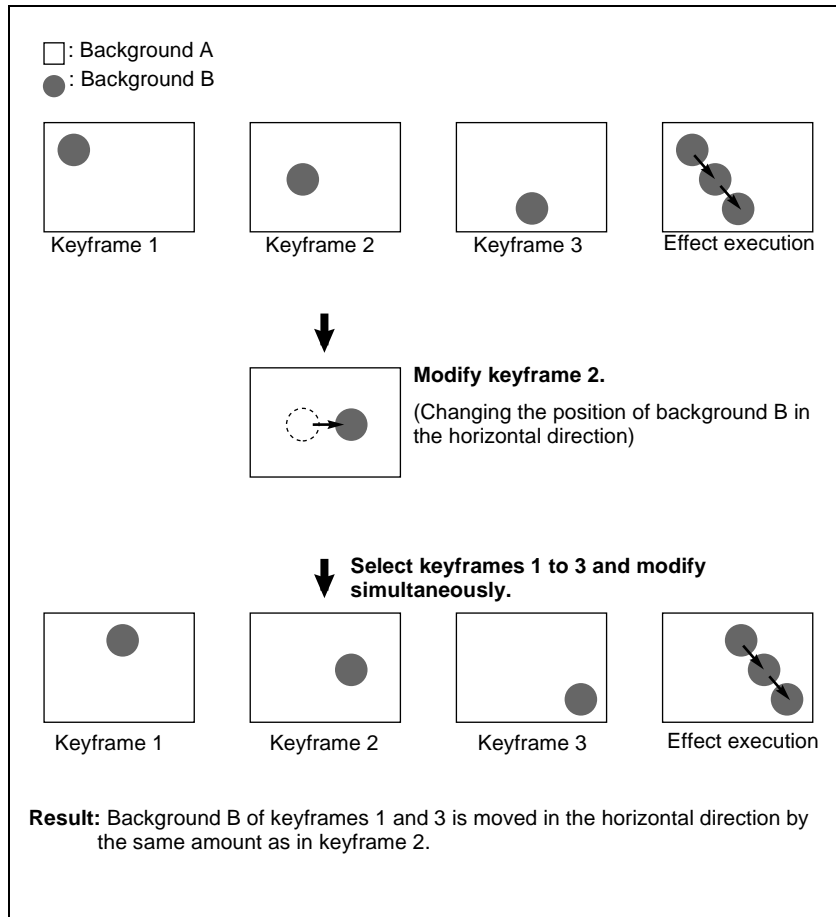 : Background A
: Background B
Keyframe 1
Keyframe 2
Keyframe 3
Effect execution
Modify keyframe 2.
(Changing the position of background B in
the horizontal direction)
Select keyframes 1 to 3 and modify
simultaneously.
Keyframe 1
Keyframe 2
Keyframe 3
Effect execution
Result: Background B of keyframes 1 and 3 is moved in the horizontal direction by
the same amount as in keyframe 2.